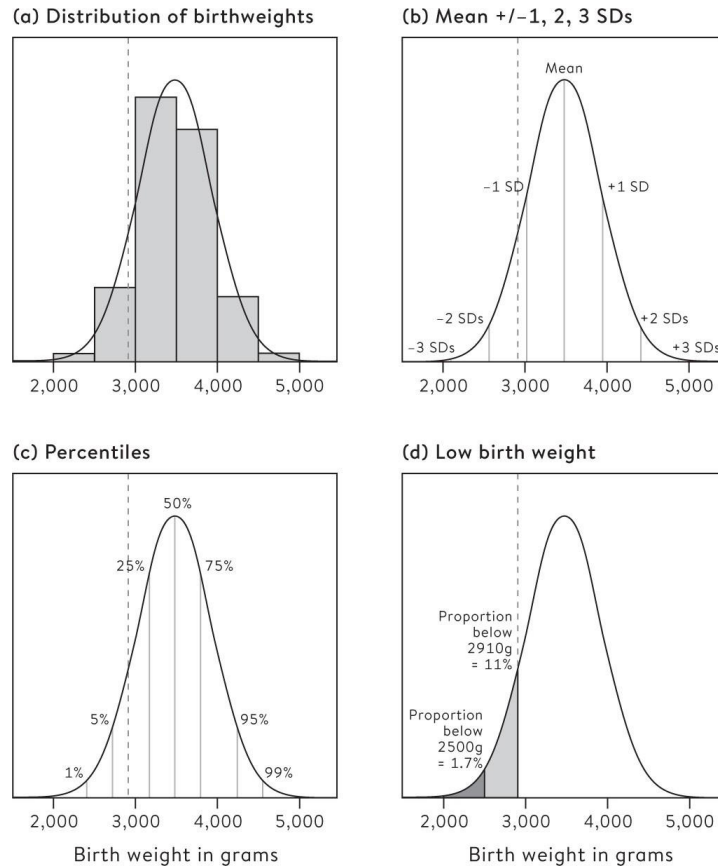 (a) Distribution of birthweights
2,000 3,000 4,000 5,000
(b) Mean +/–1, 2, 3 SDs
Mean
–1 SD
+1 SD
–2 SDs
+2 SDs
–3 SDs
+3 SDs
2,000 3,000 4,000 5,000
(c) Percentiles
50%
25%
75%
5%
95%
1%
99%
2,000 3,000 4,000 5,000
Birth weight in grams
(d) Low birth weight
Proportion
below
2910g
= 11%
Proportion
below
2500g
= 1.7%
2,000 3,000 4,000 5,000
Birth weight in grams